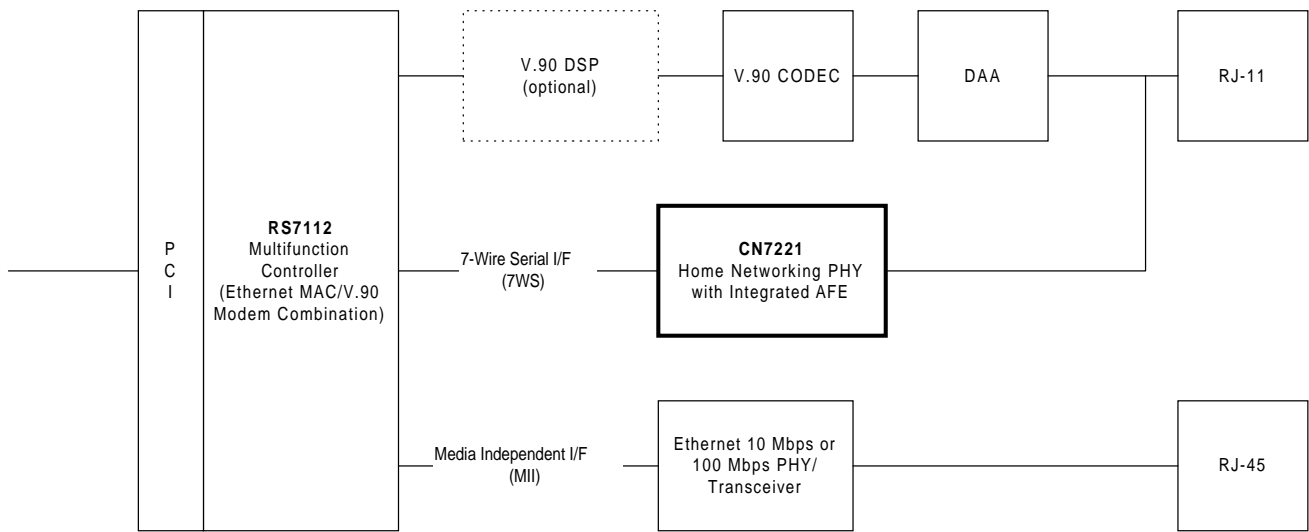 V.90 DSP
(optional)
V.90 CODEC
DAA
RJ-11
P
C
I
RS7112
Multifunction
Controller
(Ethernet MAC/V.90
Modem Combination)
7-Wire Serial I/F
(7WS)
CN7221
Home Networking PHY
with Integrated AFE
Media Independent I/F
(MII)
Ethernet 10 Mbps or
100 Mbps PHY/
Transceiver
RJ-45